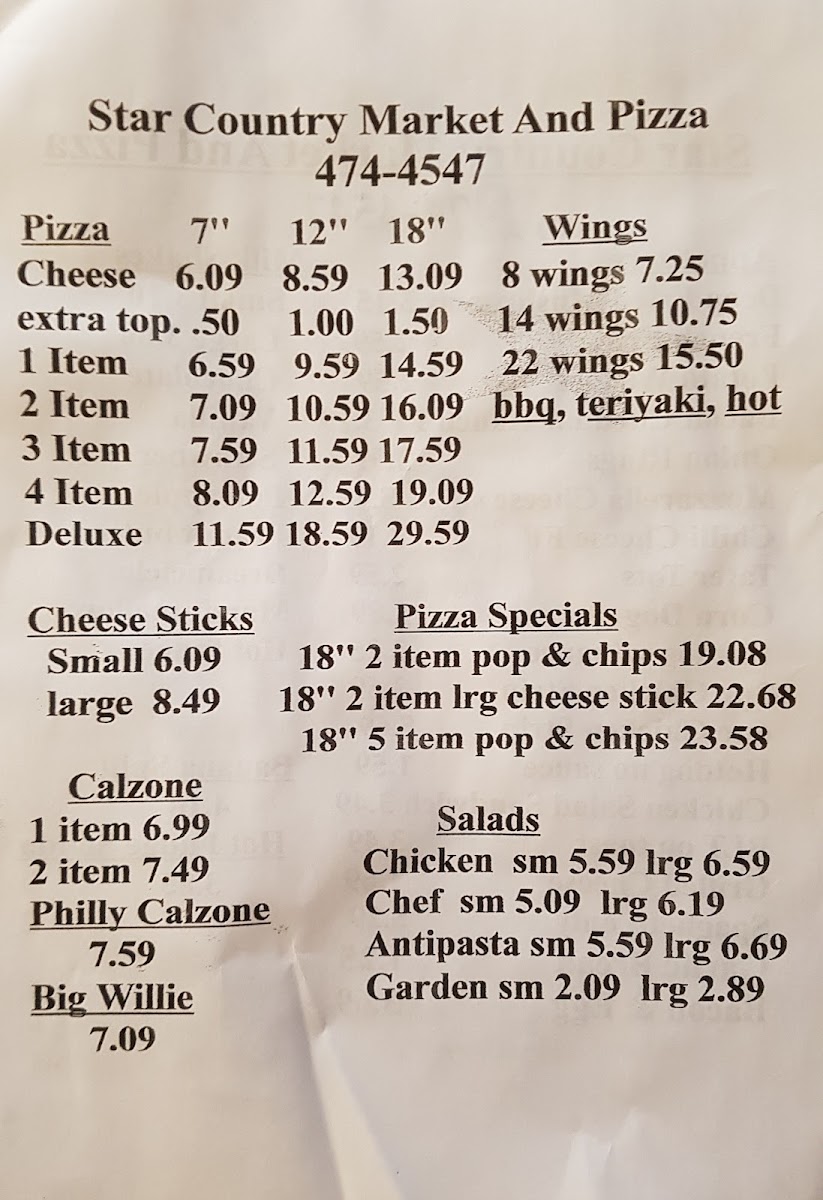 Star Country Market And Pizza
474-4547
Pizza 7" 12" 18"
Cheese 6.09 8.59 13.09
extra top. .50 1.00 1.50
1 Item 6.59 9.59 14.59
2 Item 7.09 10.59 16.09
3 Item 7.59 11.59 17.59
4 Item 8.09 12.59 19.09
Deluxe 11.59 18.59 29.59
Wings
8 wings 7.25
14 wings 10.75
22 wings 15.50
bbq, teriyaki, hot
Cheese Sticks
Small 6.09
large 8.49
Pizza Specials
18" 2 item pop & chips 19.08
18" 2 item lrg cheese stick 22.68
18" 5 item pop & chips 23.58
Calzone
1 item 6.99
2 item 7.49
Philly Calzone
7.59
Big Willie
7.09
Salads
Chicken sm 5.59 lrg 6.59
Chef sm 5.09 lrg 6.19
Antipasta sm 5.59 lrg 6.69
Garden sm 2.09 lrg 2.89